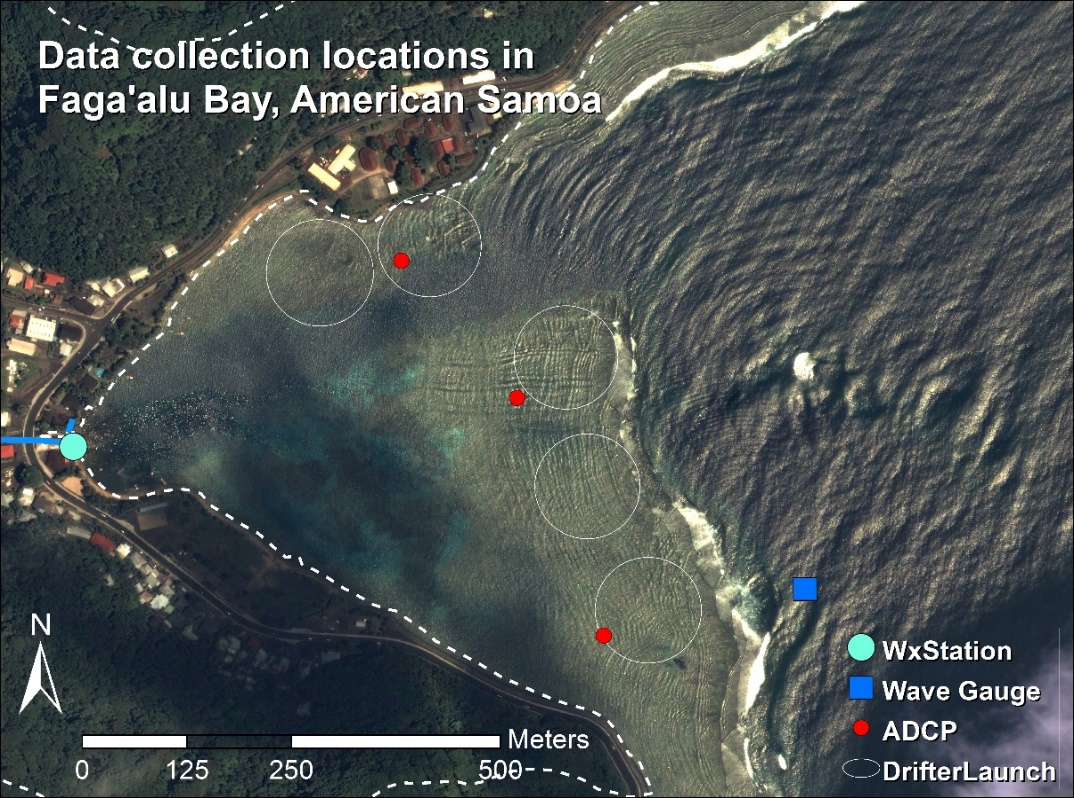 Data collection locations in
Faga'alu Bay, American Samoa
N
WxStation
Wave Gauge
ADCP
DrifterLaunch
Meters
0 125 250 500